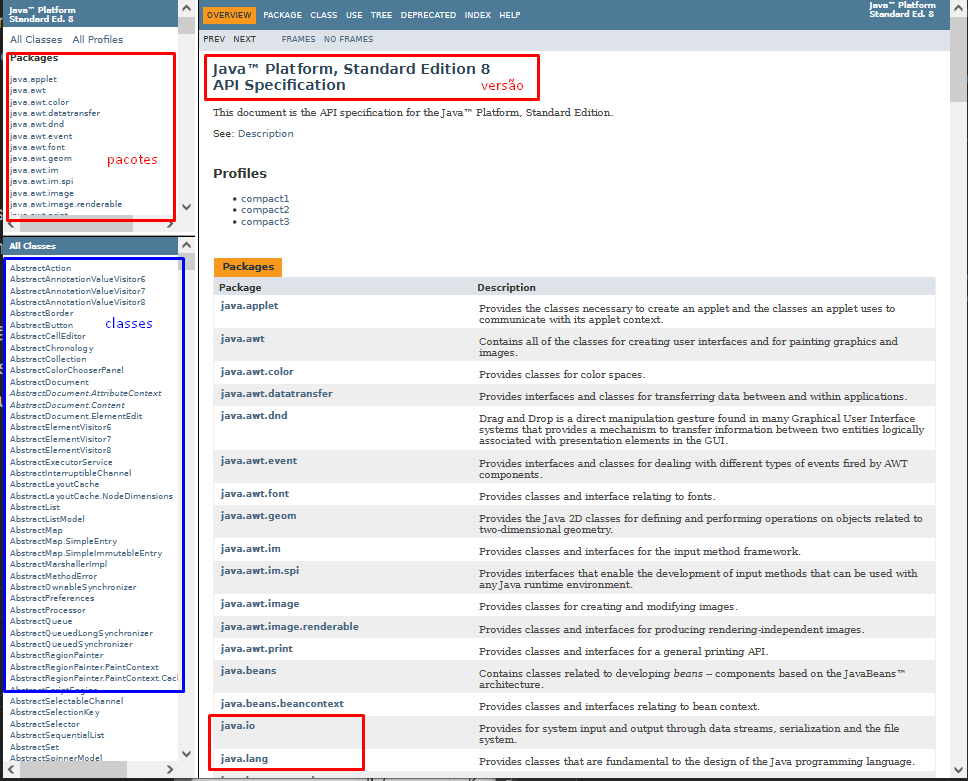 Java™ Platform
Standard Ed. 8
All Classes All Profiles
Packages
java.applet
java.awt
java.awt.color
java.awt.datatransfer
java.awt.dnd
java.awt.event
java.awt.font
java.awt.geom
pacotes
java.awt.im
java.awt.im.spi
java.awt.image
java.awt.image.renderable
java.awt.print
All Classes
AbstractAction
AbstractAnnotationValueVisitor6
AbstractAnnotationValueVisitor7
AbstractAnnotationValueVisitor8
AbstractBorder
AbstractButton
classes
AbstractCellEditor
AbstractChronology
AbstractCollection
AbstractColorChooserPanel
AbstractDocument
AbstractDocument.AttributeContext
AbstractDocument.Content
AbstractDocument.ElementEdit
AbstractElementVisitor6
AbstractElementVisitor7
AbstractElementVisitor8
AbstractExecutorService
AbstractInterruptibleChannel
AbstractLayoutCache
AbstractLayoutCache.NodeDimensions
AbstractList
AbstractListModel
AbstractMap
AbstractMap.SimpleEntry
AbstractMap.SimpleImmutableEntry
AbstractMarshallerImpl
AbstractMethodError
AbstractOwnableSynchronizer
AbstractPreferences
AbstractProcessor
AbstractQueue
AbstractQueuedLongSynchronizer
AbstractQueuedSynchronizer
AbstractRegionPainter
AbstractRegionPainter.PaintContext
AbstractRegionPainter.PaintContext.Cac
AbstractScriptEngine
AbstractSelectableChannel
AbstractSelectionKey
AbstractSelector
AbstractSequentialList
AbstractSet
AbstractSpinnerModel
OVERVIEW PACKAGE CLASS USE TREE DEPRECATED INDEX HELP
Java™ Platform
Standard Ed. 8
PREV NEXT FRAMES NO FRAMES
Java™ Platform, Standard Edition 8
API Specification
versão
This document is the API specification for the Java™ Platform, Standard Edition.
See: Description
Profiles
• compact1
• compact2
• compact3
Packages
Package Description
java.applet Provides the classes necessary to create an applet and the classes an applet uses to
communicate with its applet context.
java.awt Contains all of the classes for creating user interfaces and for painting graphics and
images.
java.awt.color Provides classes for color spaces.
java.awt.datatransfer Provides interfaces and classes for transferring data between and within applications.
java.awt.dnd Drag and Drop is a direct manipulation gesture found in many Graphical User Interface
systems that provides a mechanism to transfer information between two entities logically
associated with presentation elements in the GUI.
java.awt.event Provides interfaces and classes for dealing with different types of events fired by AWT
components.
java.awt.font Provides classes and interface relating to fonts.
java.awt.geom Provides the Java 2D classes for defining and performing operations on objects related to
two-dimensional geometry.
java.awt.im Provides classes and interfaces for the input method framework.
java.awt.im.spi Provides interfaces that enable the development of input methods that can be used with
any Java runtime environment.
java.awt.image Provides classes for creating and modifying images.
java.awt.image.renderable Provides classes and interfaces for producing rendering-independent images.
java.awt.print Provides classes and interfaces for a general printing API.
java.beans Contains classes related to developing beans -- components based on the JavaBeans™
architecture.
java.beans.beancontext Provides classes and interfaces relating to bean context.
java.io Provides for system input and output through data streams, serialization and the file
system.
java.lang Provides classes that are fundamental to the design of the Java programming language.